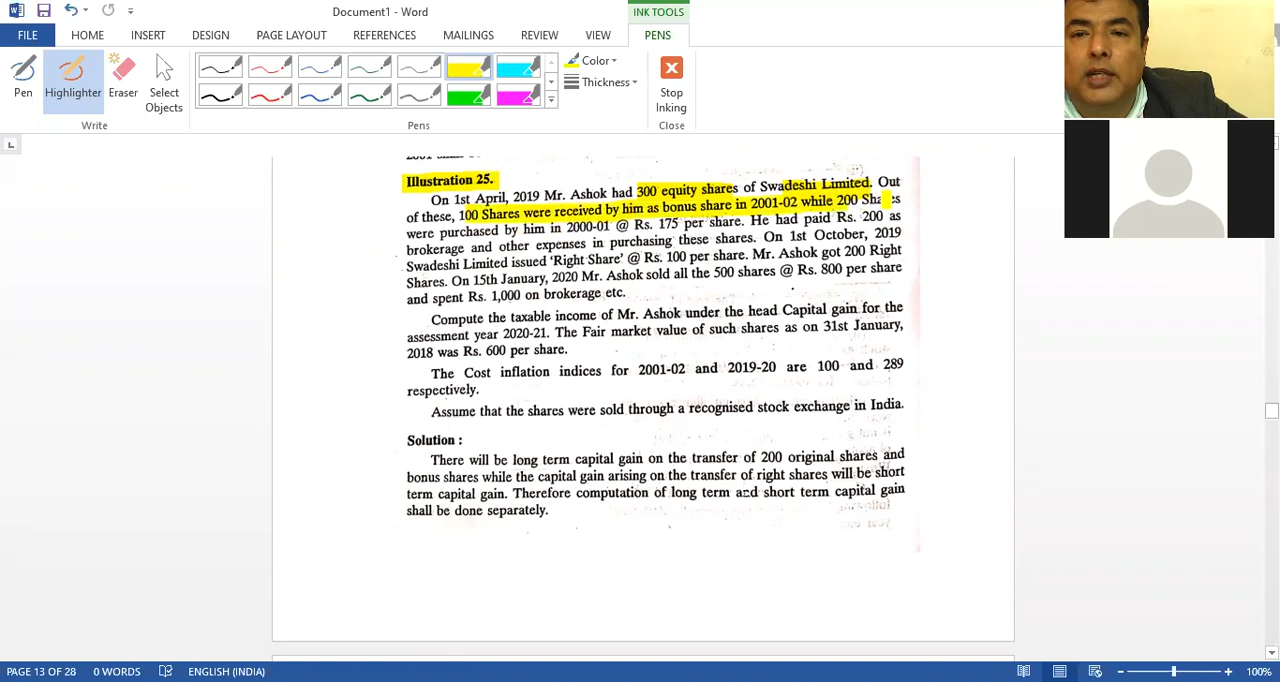 Document1 - Word
INK TOOLS
FILE HOME INSERT DESIGN PAGE LAYOUT REFERENCES MAILINGS REVIEW VIEW PENS
Pen Highlighter Eraser Select Objects
Color
Thickness
Stop Inking
Write Pens Close
Illustration 25.
On 1st April, 2019 Mr. Ashok had 300 equity shares of Swadeshi Limited. Out
of these, 100 Shares were received by him as bonus share in 2001-02 while 200
were purchased by him in 2000-01 @ Rs. 175 per share. He had paid Rs. 200 as
brokerage and other expenses in purchasing these shares. On 1st October, 2019
Swadeshi Limited issued 'Right Share' @ Rs. 100 per share. Mr. Ashok got 200 Right
Shares. On 15th January, 2020 Mr. Ashok sold all the 500 shares @ Rs. 800 per share
and spent Rs. 1,000 on brokerage etc.
Compute the taxable income of Mr. Ashok under the head Capital gain for the
assessment year 2020-21. The Fair market value of such shares as on 31st January,
2018 was Rs. 600 per share.
The Cost inflation indices for 2001-02 and 2019-20 are 100 and 289
respectively.
Assume that the shares were sold through a recognised stock exchange in India.
Solution :
There will be long term capital gain on the transfer of 200 original shares and
bonus shares while the capital gain arising on the transfer of right shares will be short
term capital gain. Therefore computation of long term and short term capital gain
shall be done separately.
PAGE 13 OF 28 0 WORDS ENGLISH (INDIA) 100%